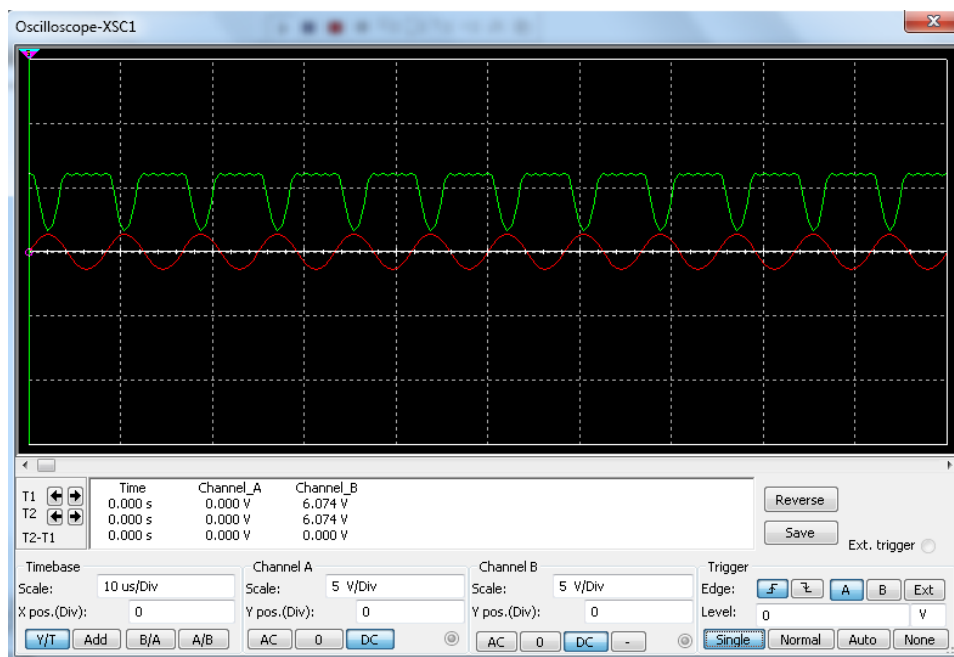 Oscilloscope-XSC1
Time Channel_A Channel_B
T1 0.000 s 0.000 V 6.074 V
T2 0.000 s 0.000 V 6.074 V
T2-T1 0.000 s 0.000 V 0.000 V
Reverse
Save
Ext. trigger
Timebase Channel A Channel B Trigger
Scale: 10 us/Div Scale: 5 V/Div Scale: 5 V/Div Edge: A B Ext
X pos.(Div): 0 Y pos.(Div): 0 Y pos.(Div): 0 Level: 0 V
Y/T Add B/A A/B AC 0 DC AC 0 DC - Single Normal Auto None